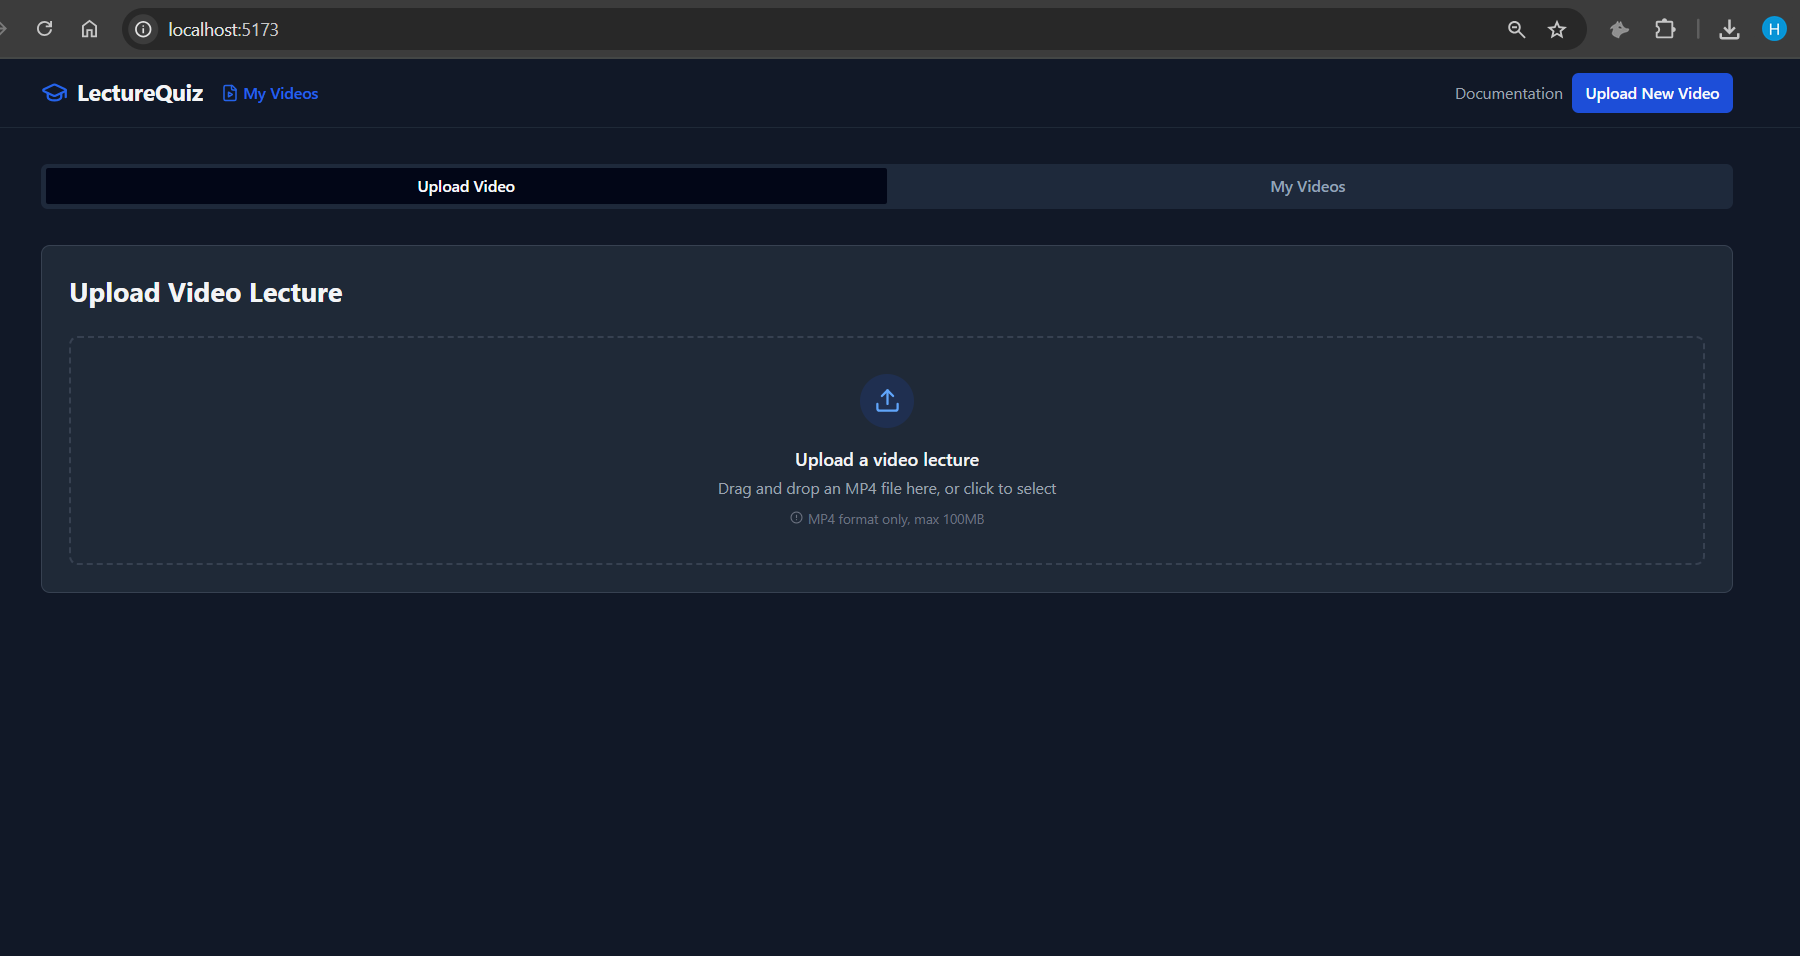 localhost:5173
H
LectureQuiz My Videos Documentation Upload New Video
Upload Video My Videos
Upload Video Lecture
Upload a video lecture
Drag and drop an MP4 file here, or click to select
MP4 format only, max 100MB